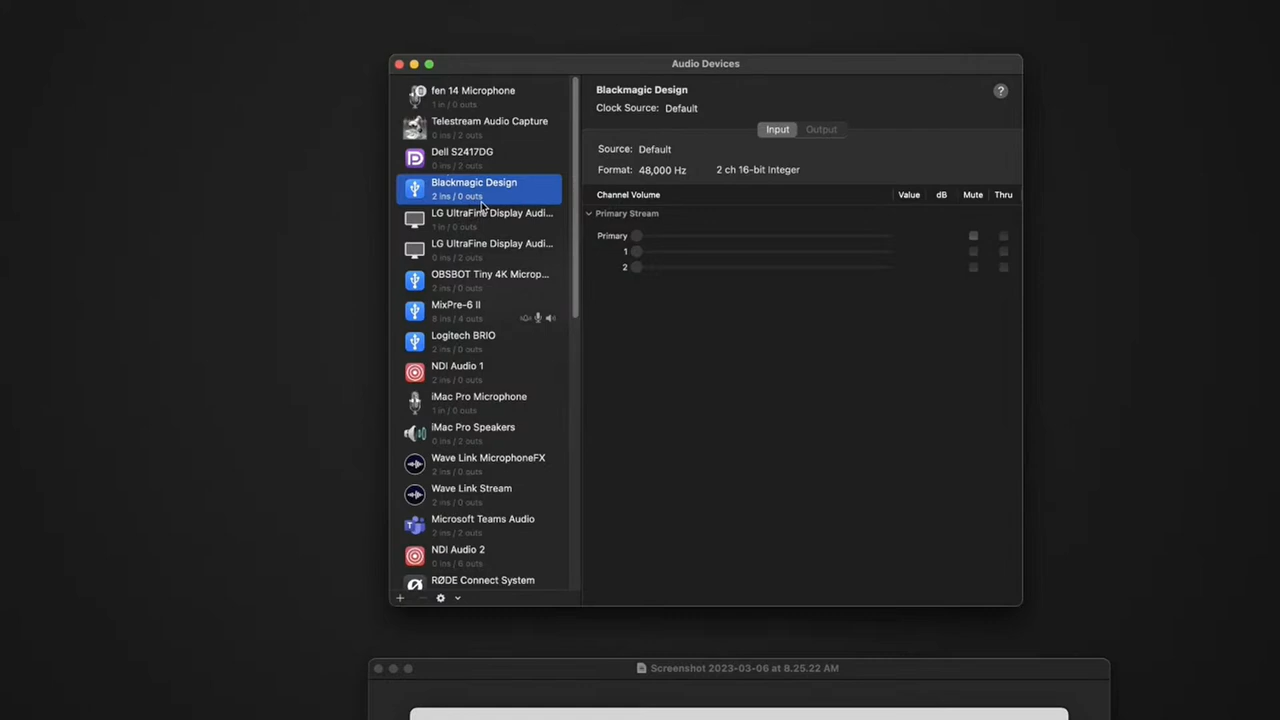 Audio Devices
fen 14 Microphone
1 in / 0 outs
Telestream Audio Capture
0 ins / 2 outs
Dell S2417DG
0 ins / 2 outs
Blackmagic Design
2 ins / 0 outs
LG UltraFine Display Audi...
1 in / 0 outs
LG UltraFine Display Audi...
0 ins / 2 outs
OBSBOT Tiny 4K Microp...
2 ins / 0 outs
MixPre-6 II
8 ins / 4 outs
Logitech BRIO
2 ins / 0 outs
NDI Audio 1
2 ins / 0 outs
iMac Pro Microphone
1 in / 0 outs
iMac Pro Speakers
0 ins / 2 outs
Wave Link MicrophoneFX
2 ins / 0 outs
Wave Link Stream
2 ins / 0 outs
Microsoft Teams Audio
2 ins / 2 outs
NDI Audio 2
0 ins / 6 outs
RØDE Connect System
Blackmagic Design
?
Clock Source: Default
Input Output
Source: Default
Format: 48,000 Hz 2 ch 16-bit Integer
Channel Volume Value dB Mute Thru
Primary Stream
Primary
1
2
Screenshot 2023-03-06 at 8.25.22 AM